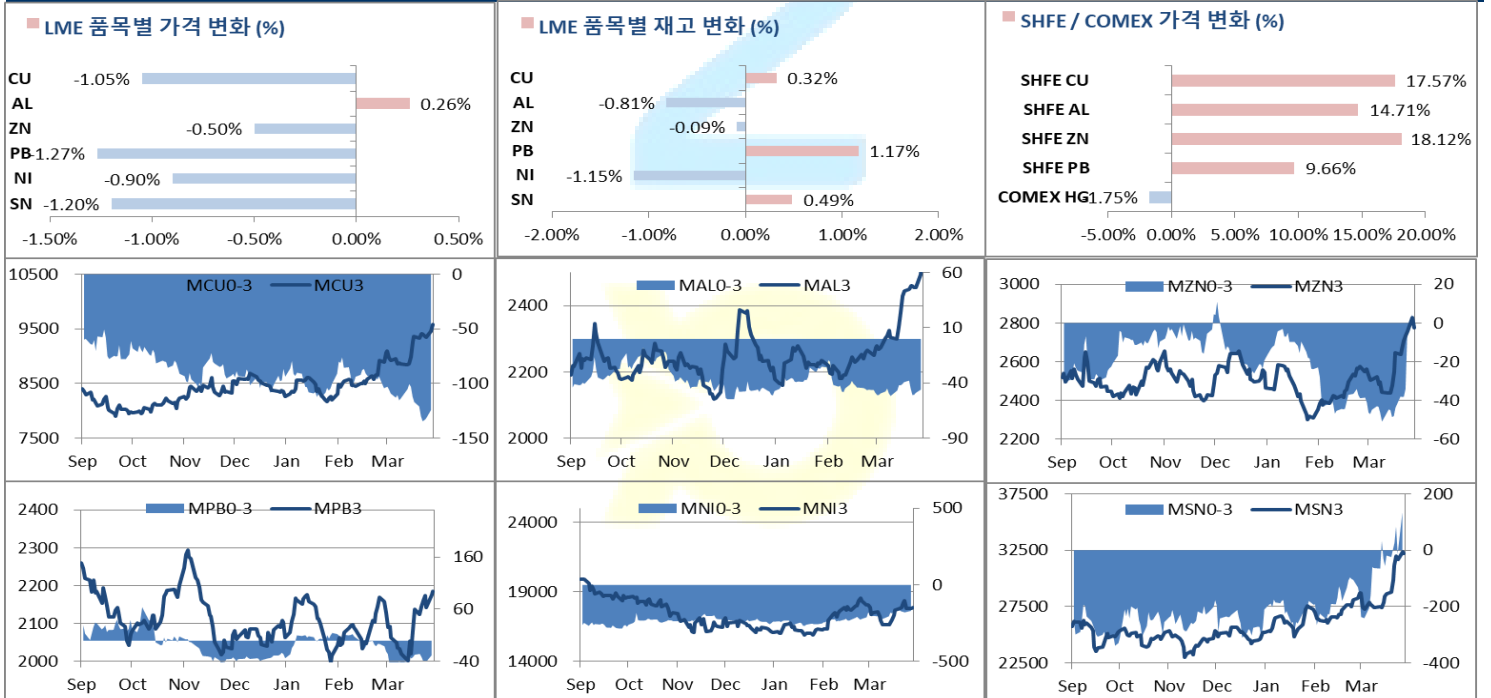 LME 품목별 가격 변화 (%)
CU -1.05%
AL 0.26%
ZN -0.50%
PB -1.27%
NI -0.90%
SN -1.20%
-1.50% -1.00% -0.50% 0.00% 0.50%
LME 품목별 재고 변화 (%)
CU 0.32%
AL -0.81%
ZN -0.09%
PB 1.17%
NI -1.15%
SN 0.49%
-2.00% -1.00% 0.00% 1.00% 2.00%
SHFE / COMEX 가격 변화 (%)
SHFE CU 17.57%
SHFE AL 14.71%
SHFE ZN 18.12%
SHFE PB 9.66%
COMEX HG -1.75%
-5.00% 0.00% 5.00% 10.00% 15.00% 20.00%
MCU0-3 MCU3
10500 0
9500 -50
8500 -100
7500 -150
Sep Oct Nov Dec Jan Feb Mar
MAL0-3 MAL3
60
2400
10
2200 -40
2000 -90
Sep Oct Nov Dec Jan Feb Mar
MZN0-3 MZN3
3000 20
2800 0
2600 -20
2400 -40
2200 -60
Sep Oct Nov Dec Jan Feb Mar
MPB0-3 MPB3
2400
2300 160
2200
60
2100
2000 -40
Sep Oct Nov Dec Jan Feb Mar
MNI0-3 MNI3
500
24000
0
19000
14000 -500
Sep Oct Nov Dec Jan Feb Mar
MSN0-3 MSN3
37500 200
32500 0
27500 -200
22500 -400
Sep Oct Nov Dec Jan Feb Mar